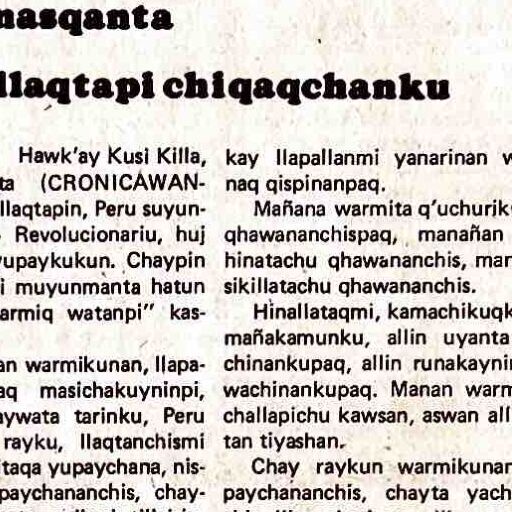 nasqanta
llaqtapi chiqaqchanku
Hawk'ay Kusi Killa,
ta (CRONICAWAN-
llaqtapin, Peru suyun-
Revolucionariu, huj
yupaykukun. Chaypin
i muyunmanta hatun
armiq watanpi" kas-
an warmikunan, llapa-
aq masichakuyninpi,
aywata tarinku, Peru
rayku, llaqtanchismi
itaqa yupaychana, nis-
paychananchis, chay-
kay llapallanmi yanarinan w
naq qispinanpaq.
Mañana warmita q'uchurik
qhawananchispaq, manañan
hinatachu qhawananchis, man
sikillatachu qhawananchis.
Hinallataqmi, kamachikuqk
mañakamunku, allin uyanta
chinankupaq, allin runakaynin
wachinankupaq. Manan warm
challapichu kawsan, aswan all
tan tiyashan.
Chay raykun warmikunan
paychananchis, chayta yach